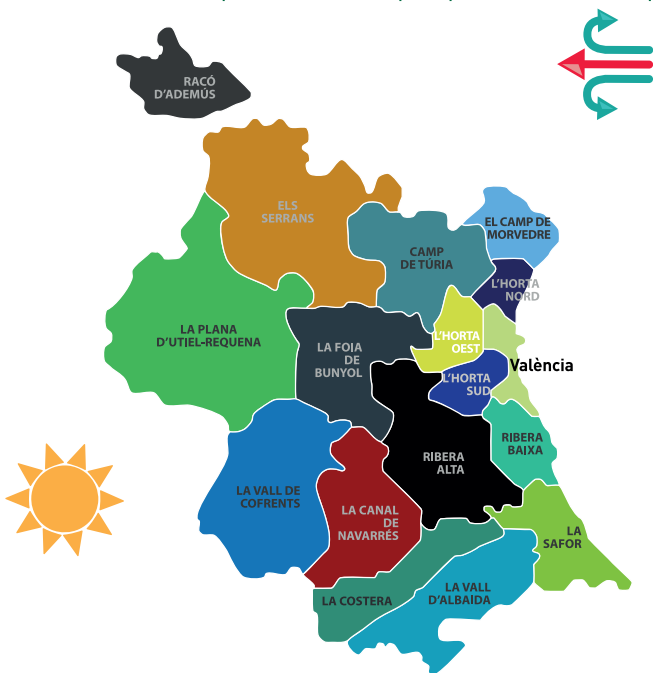 RACÓ
D'ADEMÚS
ELS
SERRANS
EL CAMP DE
MORVEDRE
CAMP
DE TÚRIA
L'HORTA
NORD
LA PLANA
D'UTIEL-REQUENA
LA FOIA
DE
BUNYOL
L'HORTA
OEST
València
L'HORTA
SUD
RIBERA
BAIXA
RIBERA
ALTA
LA VALL DE
COFRENTS
LA CANAL
DE
NAVARRÉS
LA
SAFOR
LA COSTERA
LA VALL
D'ALBAIDA